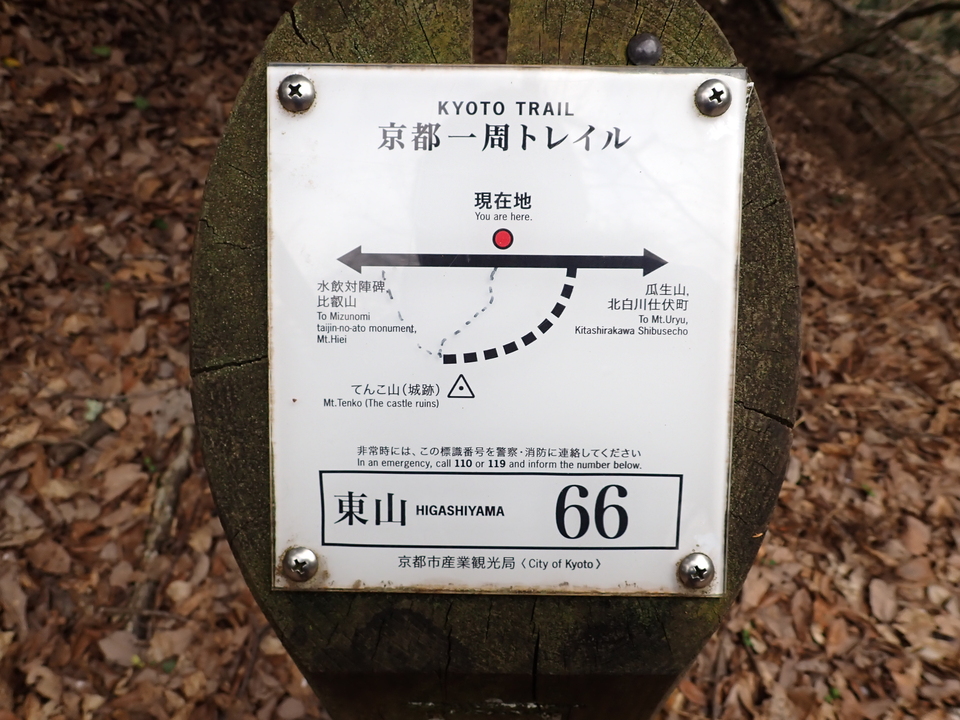 KYOTO TRAIL
京都一周トレイル
現在地
You are here.
水飲対陣碑,
比叡山
To Mizunomi
taijin-no-ato monument,
Mt.Hiei
瓜生山,
北白川仕伏町
To Mt.Uryu,
Kitashirakawa Shibusecho
てんこ山(城跡)
Mt.Tenko (The castle ruins)
非常時には、この標識番号を警察・消防に連絡してください
In an emergency, call 110 or 119 and inform the number below.
東山 HIGASHIYAMA 66
京都市産業観光局〈City of Kyoto〉